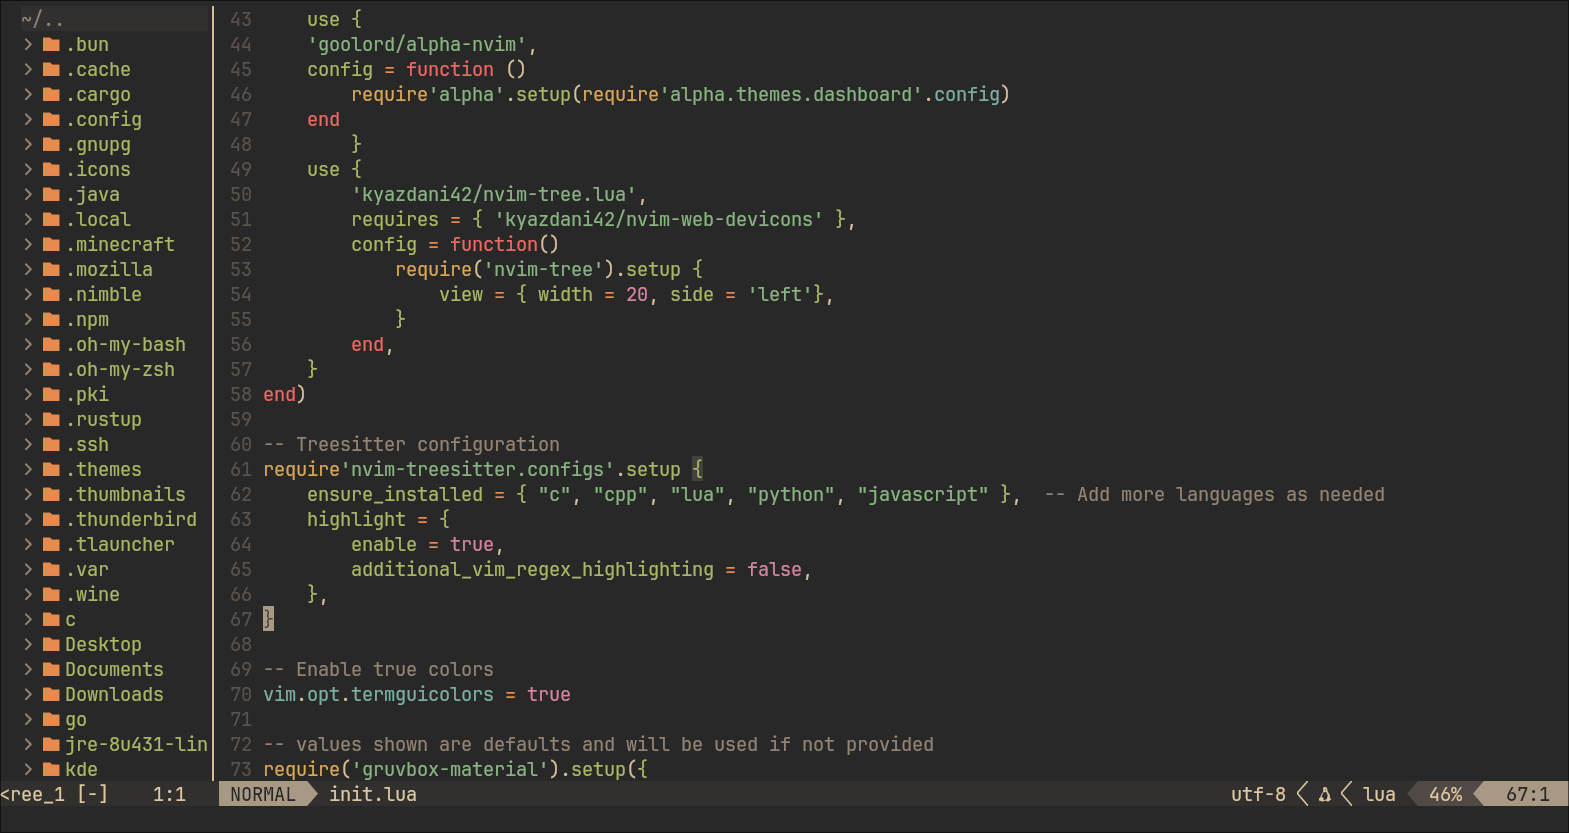 ~/..
.bun
.cache
.cargo
.config
.gnupg
.icons
.java
.local
.minecraft
.mozilla
.nimble
.npm
.oh-my-bash
.oh-my-zsh
.pki
.rustup
.ssh
.themes
.thumbnails
.thunderbird
.tlauncher
.var
.wine
c
Desktop
Documents
Downloads
go
jre-8u431-lin
kde
<ree_1 [-] 1:1
43     use {
44     'goolord/alpha-nvim',
45     config = function ()
46         require'alpha'.setup(require'alpha.themes.dashboard'.config)
47     end
48         }
49     use {
50         'kyazdani42/nvim-tree.lua',
51         requires = { 'kyazdani42/nvim-web-devicons' },
52         config = function()
53             require('nvim-tree').setup {
54                 view = { width = 20, side = 'left'},
55             }
56         end,
57     }
58 end)
59
60 -- Treesitter configuration
61 require'nvim-treesitter.configs'.setup {
62     ensure_installed = { "c", "cpp", "lua", "python", "javascript" },  -- Add more languages as needed
63     highlight = {
64         enable = true,
65         additional_vim_regex_highlighting = false,
66     },
67 }
68
69 -- Enable true colors
70 vim.opt.termguicolors = true
71
72 -- values shown are defaults and will be used if not provided
73 require('gruvbox-material').setup({
NORMAL init.lua utf-8 lua 46% 67:1